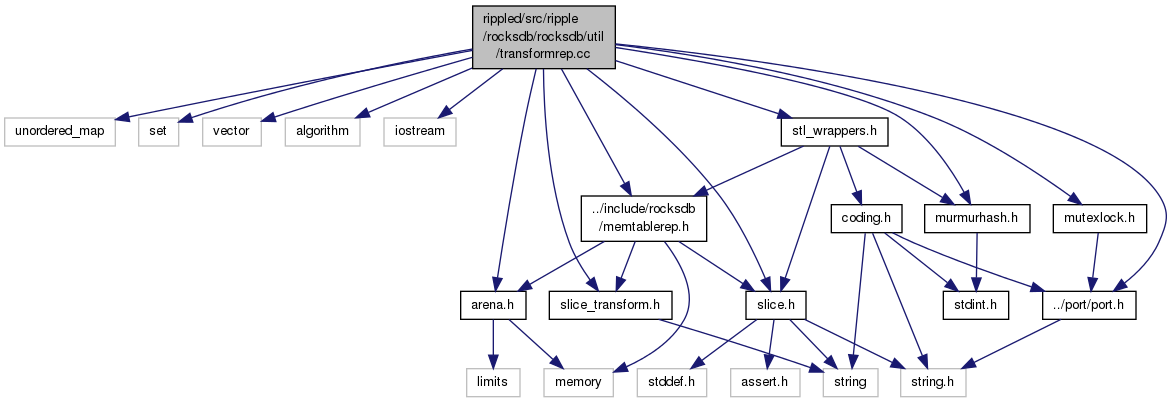 rippled/src/ripple
/rocksdb/rocksdb/util
/transformrep.cc
unordered_map
set
vector
algorithm
iostream
stl_wrappers.h
../include/rocksdb
/memtablerep.h
coding.h
murmurhash.h
mutexlock.h
arena.h
slice_transform.h
slice.h
stdint.h
../port/port.h
limits
memory
stddef.h
assert.h
string
string.h